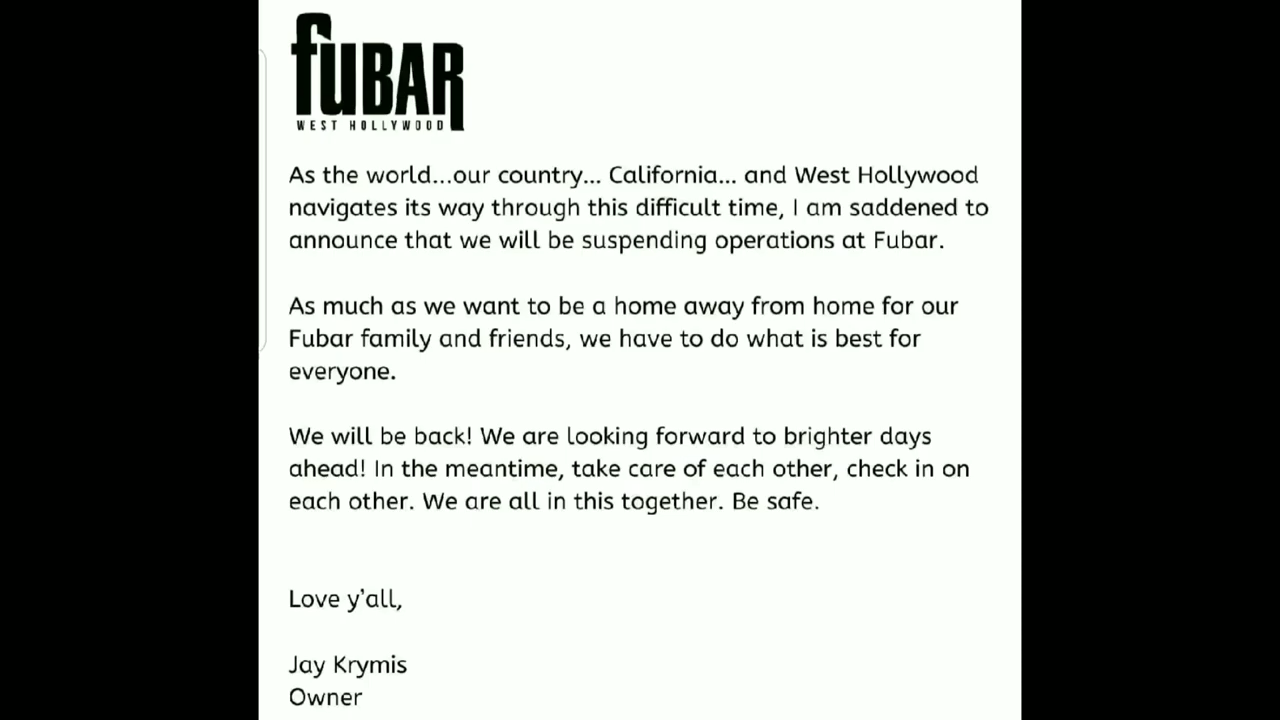 fuBAR
WEST HOLLYWOOD
As the world...our country... California... and West Hollywood
navigates its way through this difficult time, I am saddened to
announce that we will be suspending operations at Fubar.
As much as we want to be a home away from home for our
Fubar family and friends, we have to do what is best for
everyone.
We will be back! We are looking forward to brighter days
ahead! In the meantime, take care of each other, check in on
each other. We are all in this together. Be safe.
Love y'all,
Jay Krymis
Owner